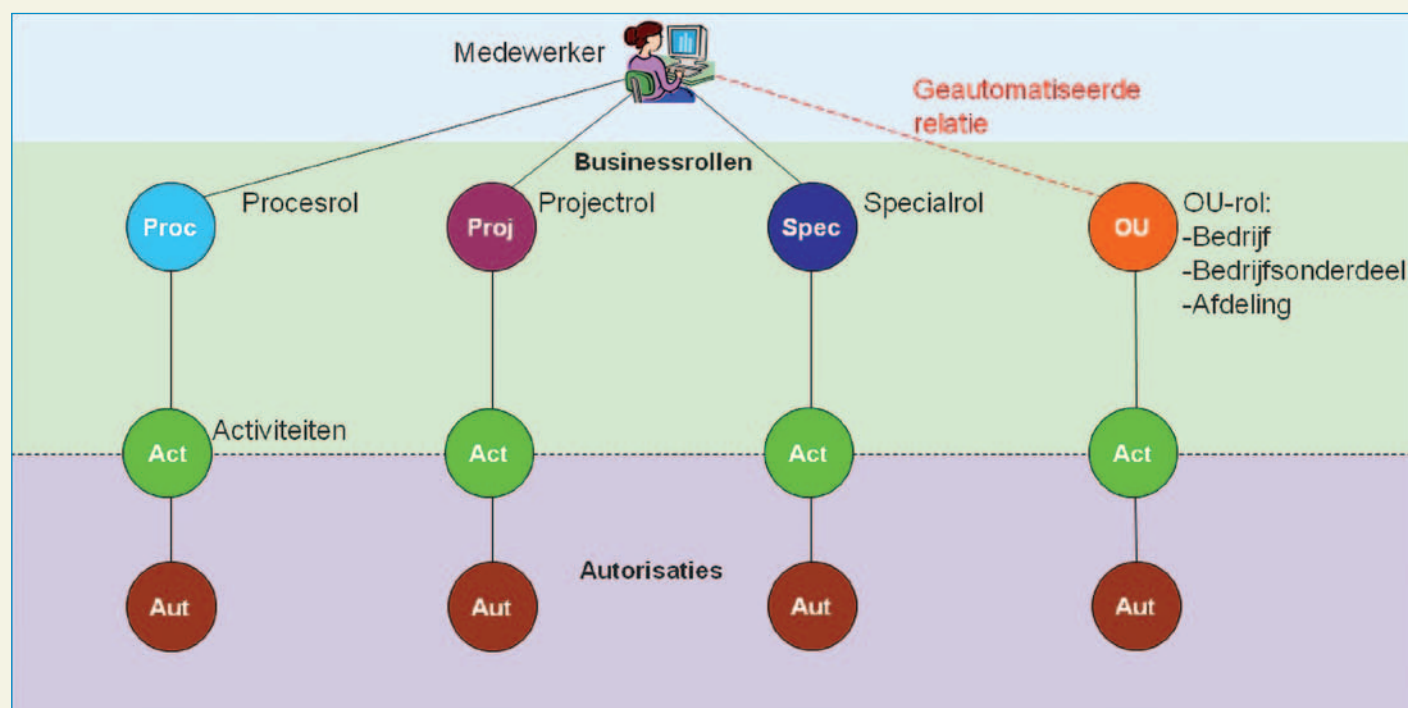 Medewerker
Geautomatiseerde
relatie
Businessrollen
Proc
Procesrol
Proj
Projectrol
Spec
Specialrol
OU
OU-rol:
-Bedrijf
-Bedrijfsonderdeel
-Afdeling
Act
Activiteiten
Act
Act
Act
Autorisaties
Aut
Aut
Aut
Aut